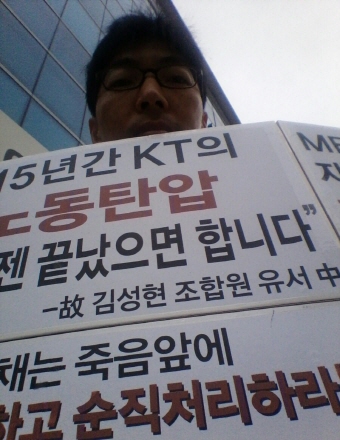 15년간 KT의
노동탄압
젠 끝났으면 합니다"
-故 김성현 조합원 유서 中
채는 죽음앞에
하고 순직처리하라